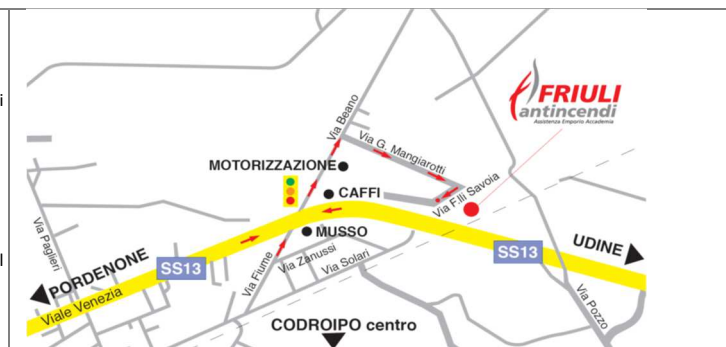 i
FRIULI
antincendi
Assistenza Emporio Accademia
Via Beano
Via G. Mangiarotti
MOTORIZZAZIONE
CAFFI
Via F.lli Savoia
MUSSO
Via Paglieri
PORDENONE
SS13
Via Fiume
Via Zanussi
Via Solari
SS13
UDINE
l
Viale Venezia
Via Pozzo
CODROIPO centro